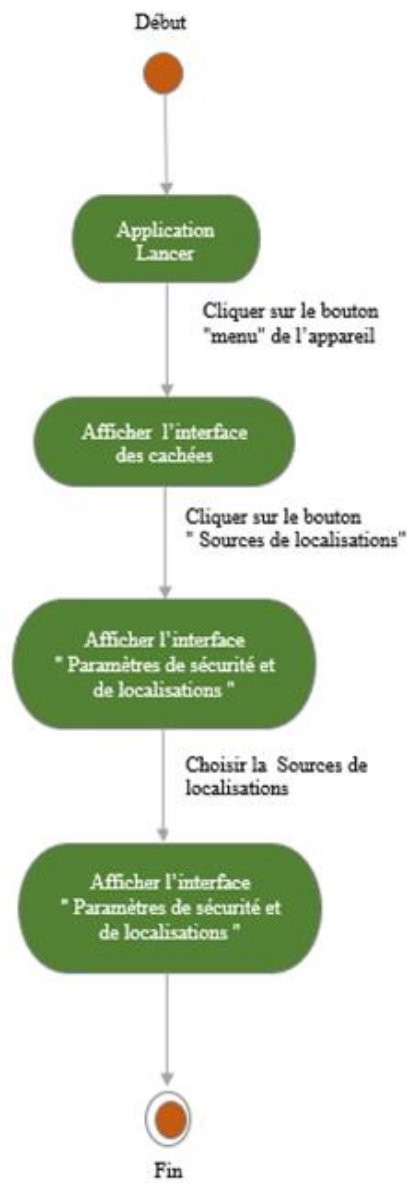 Début
Application
Lancer
Cliquer sur le bouton
"menu" de l'appareil
Afficher l'interface
des cachées
Cliquer sur le bouton
" Sources de localisations"
Afficher l'interface
" Paramètres de sécurité et
de localisations "
Choisir la Sources de
localisations
Afficher l'interface
" Paramètres de sécurité et
de localisations "
Fin